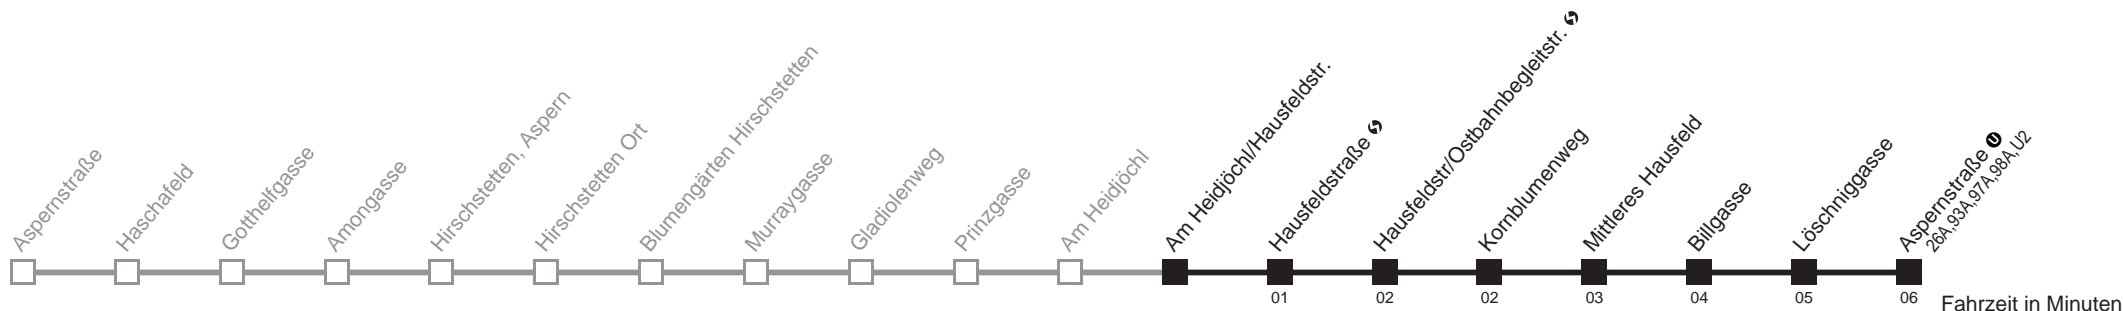 Aspernstraße
Haschafeld
Gotthelfgasse
Amongasse
Hirschstetten, Aspern
Hirschstetten Ort
Blumengärten Hirschstetten
Murraygasse
Gladiolenweg
Prinzgasse
Am Heidjöchl
Am Heidjöchl/Hausfeldstr.
Hausfeldstraße
Hausfeldstr/Ostbahnbegleitstr.
Kornblumenweg
Mittleres Hausfeld
Billgasse
Löschniggasse
Aspernstraße U
26A,93A,97A,98A,U2
01
02
02
03
04
05
06
Fahrzeit in Minuten